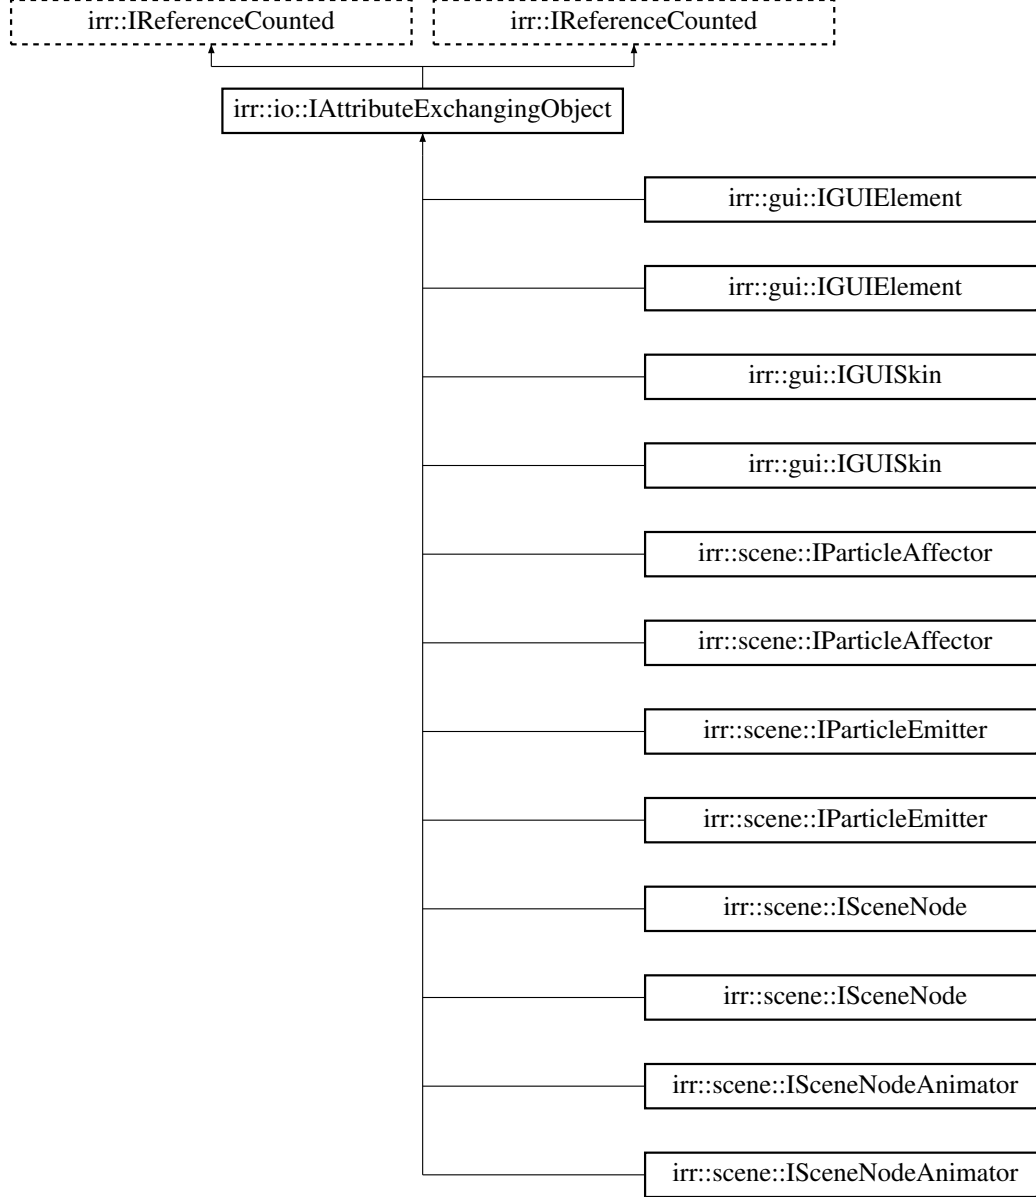 irr::IReferenceCounted
irr::IReferenceCounted
irr::io::IAttributeExchangingObject
irr::gui::IGUIElement
irr::gui::IGUIElement
irr::gui::IGUISkin
irr::gui::IGUISkin
irr::scene::IParticleAffector
irr::scene::IParticleAffector
irr::scene::IParticleEmitter
irr::scene::IParticleEmitter
irr::scene::ISceneNode
irr::scene::ISceneNode
irr::scene::ISceneNodeAnimator
irr::scene::ISceneNodeAnimator